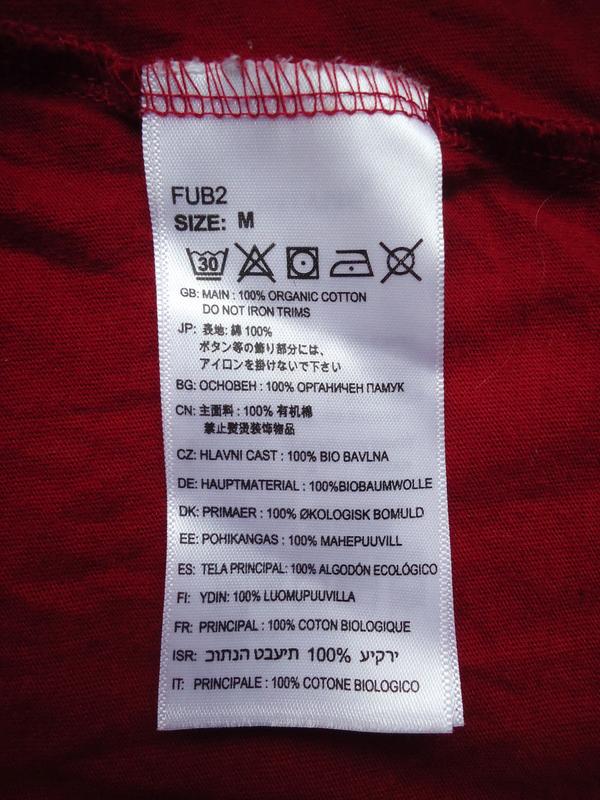 FUB2
SIZE: M
30
GB: MAIN : 100% ORGANIC COTTON
DO NOT IRON TRIMS
JP: 表地: 綿 100%
ボタン等の飾り部分には、
アイロンを掛けないで下さい
BG: ОСНОВЕН : 100% ОРГАНИЧЕН ПАМУК
CN: 主面料 : 100% 有机棉
禁止熨烫装饰物品
CZ: HLAVNI CAST : 100% BIO BAVLNA
DE: HAUPTMATERIAL : 100%BIOBAUMWOLLE
DK: PRIMAER : 100% ØKOLOGISK BOMULD
EE: POHIKANGAS : 100% MAHEPUUVILL
ES: TELA PRINCIPAL: 100% ALGODÓN ECOLÓGICO
FI: YDIN: 100% LUOMUPUUVILLA
FR: PRINCIPAL : 100% COTON BIOLOGIQUE
ISR: עיקרי 100% תיעבט הנתוכ
IT: PRINCIPALE : 100% COTONE BIOLOGICO